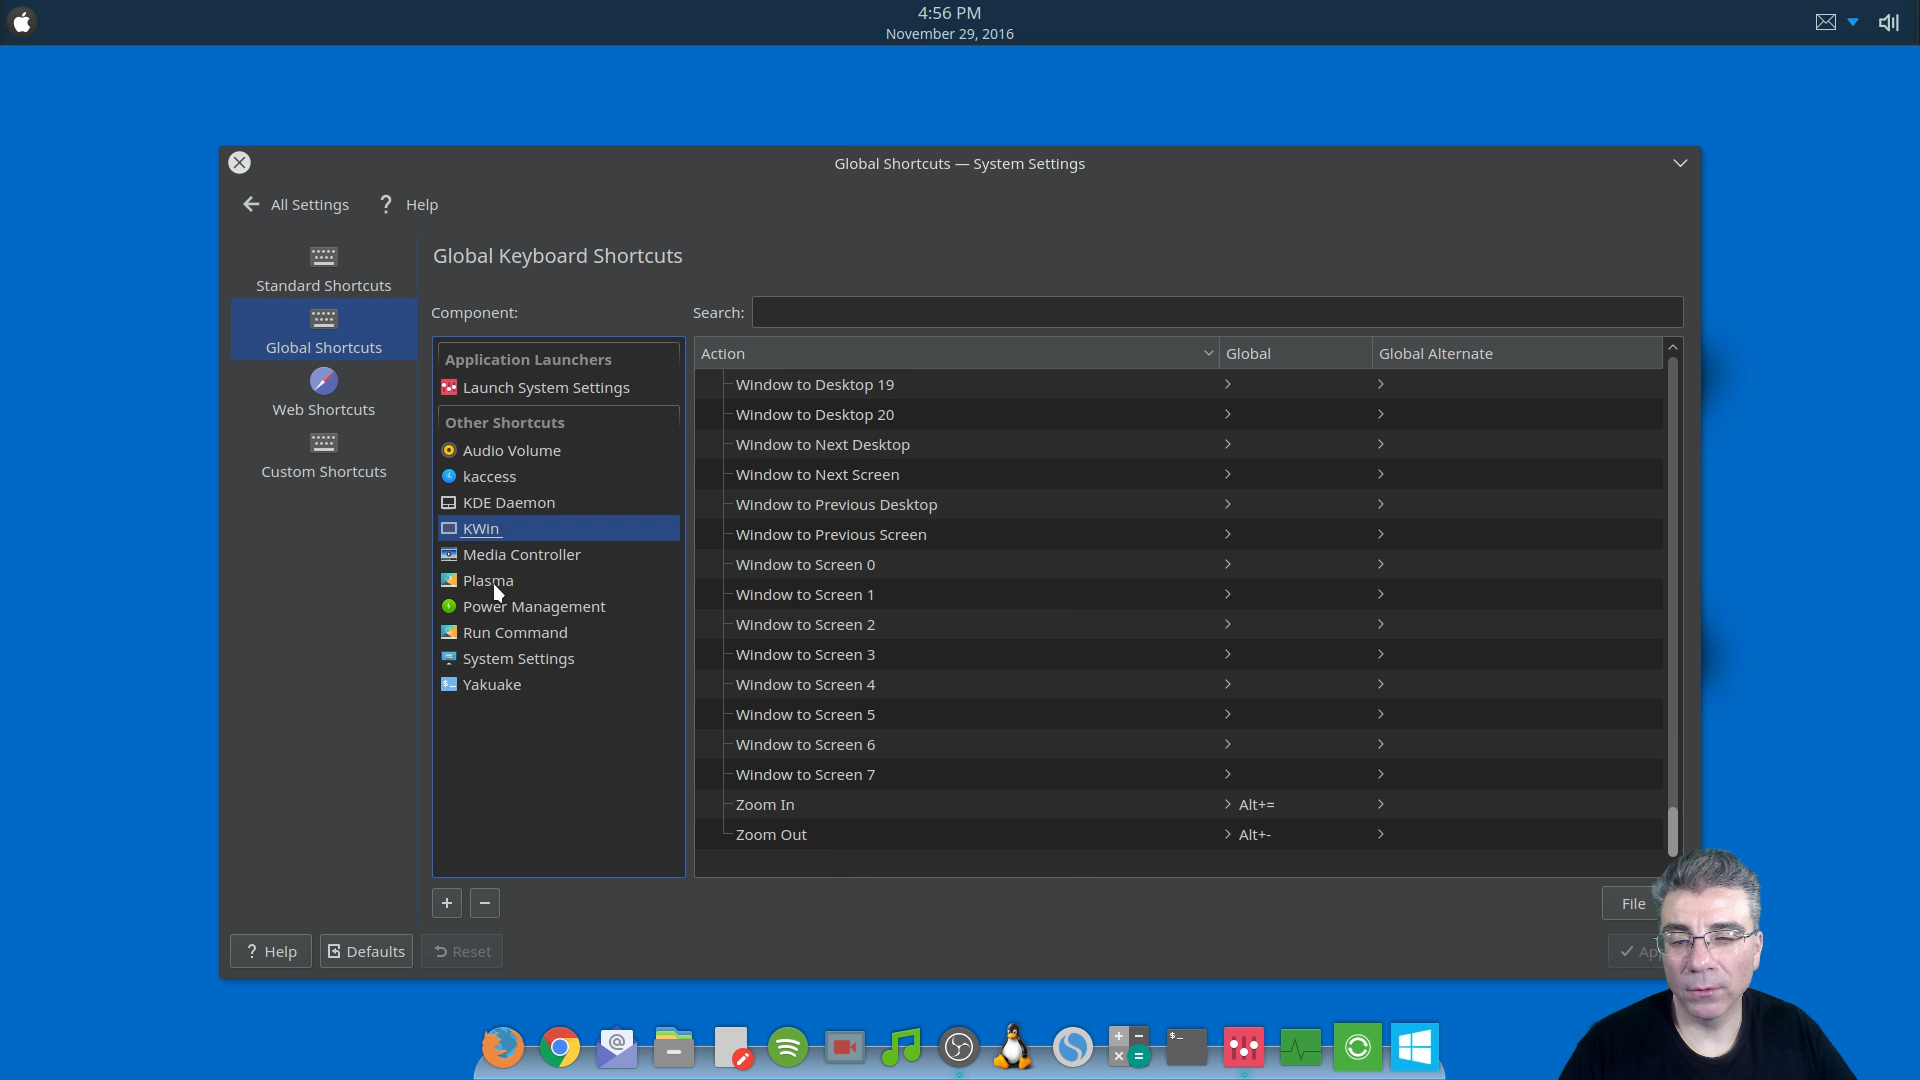 4:56 PM
November 29, 2016
Global Shortcuts — System Settings
All Settings
? Help
Standard Shortcuts
Global Shortcuts
Web Shortcuts
Custom Shortcuts
Global Keyboard Shortcuts
Component:
Application Launchers
Launch System Settings
Other Shortcuts
Audio Volume
kaccess
KDE Daemon
KWin
Media Controller
Plasma
Power Management
Run Command
System Settings
Yakuake
Search:
Action Global Global Alternate
Window to Desktop 19
Window to Desktop 20
Window to Next Desktop
Window to Next Screen
Window to Previous Desktop
Window to Previous Screen
Window to Screen 0
Window to Screen 1
Window to Screen 2
Window to Screen 3
Window to Screen 4
Window to Screen 5
Window to Screen 6
Window to Screen 7
Zoom In Alt+=
Zoom Out Alt+-
+ −
File
? Help Defaults Reset